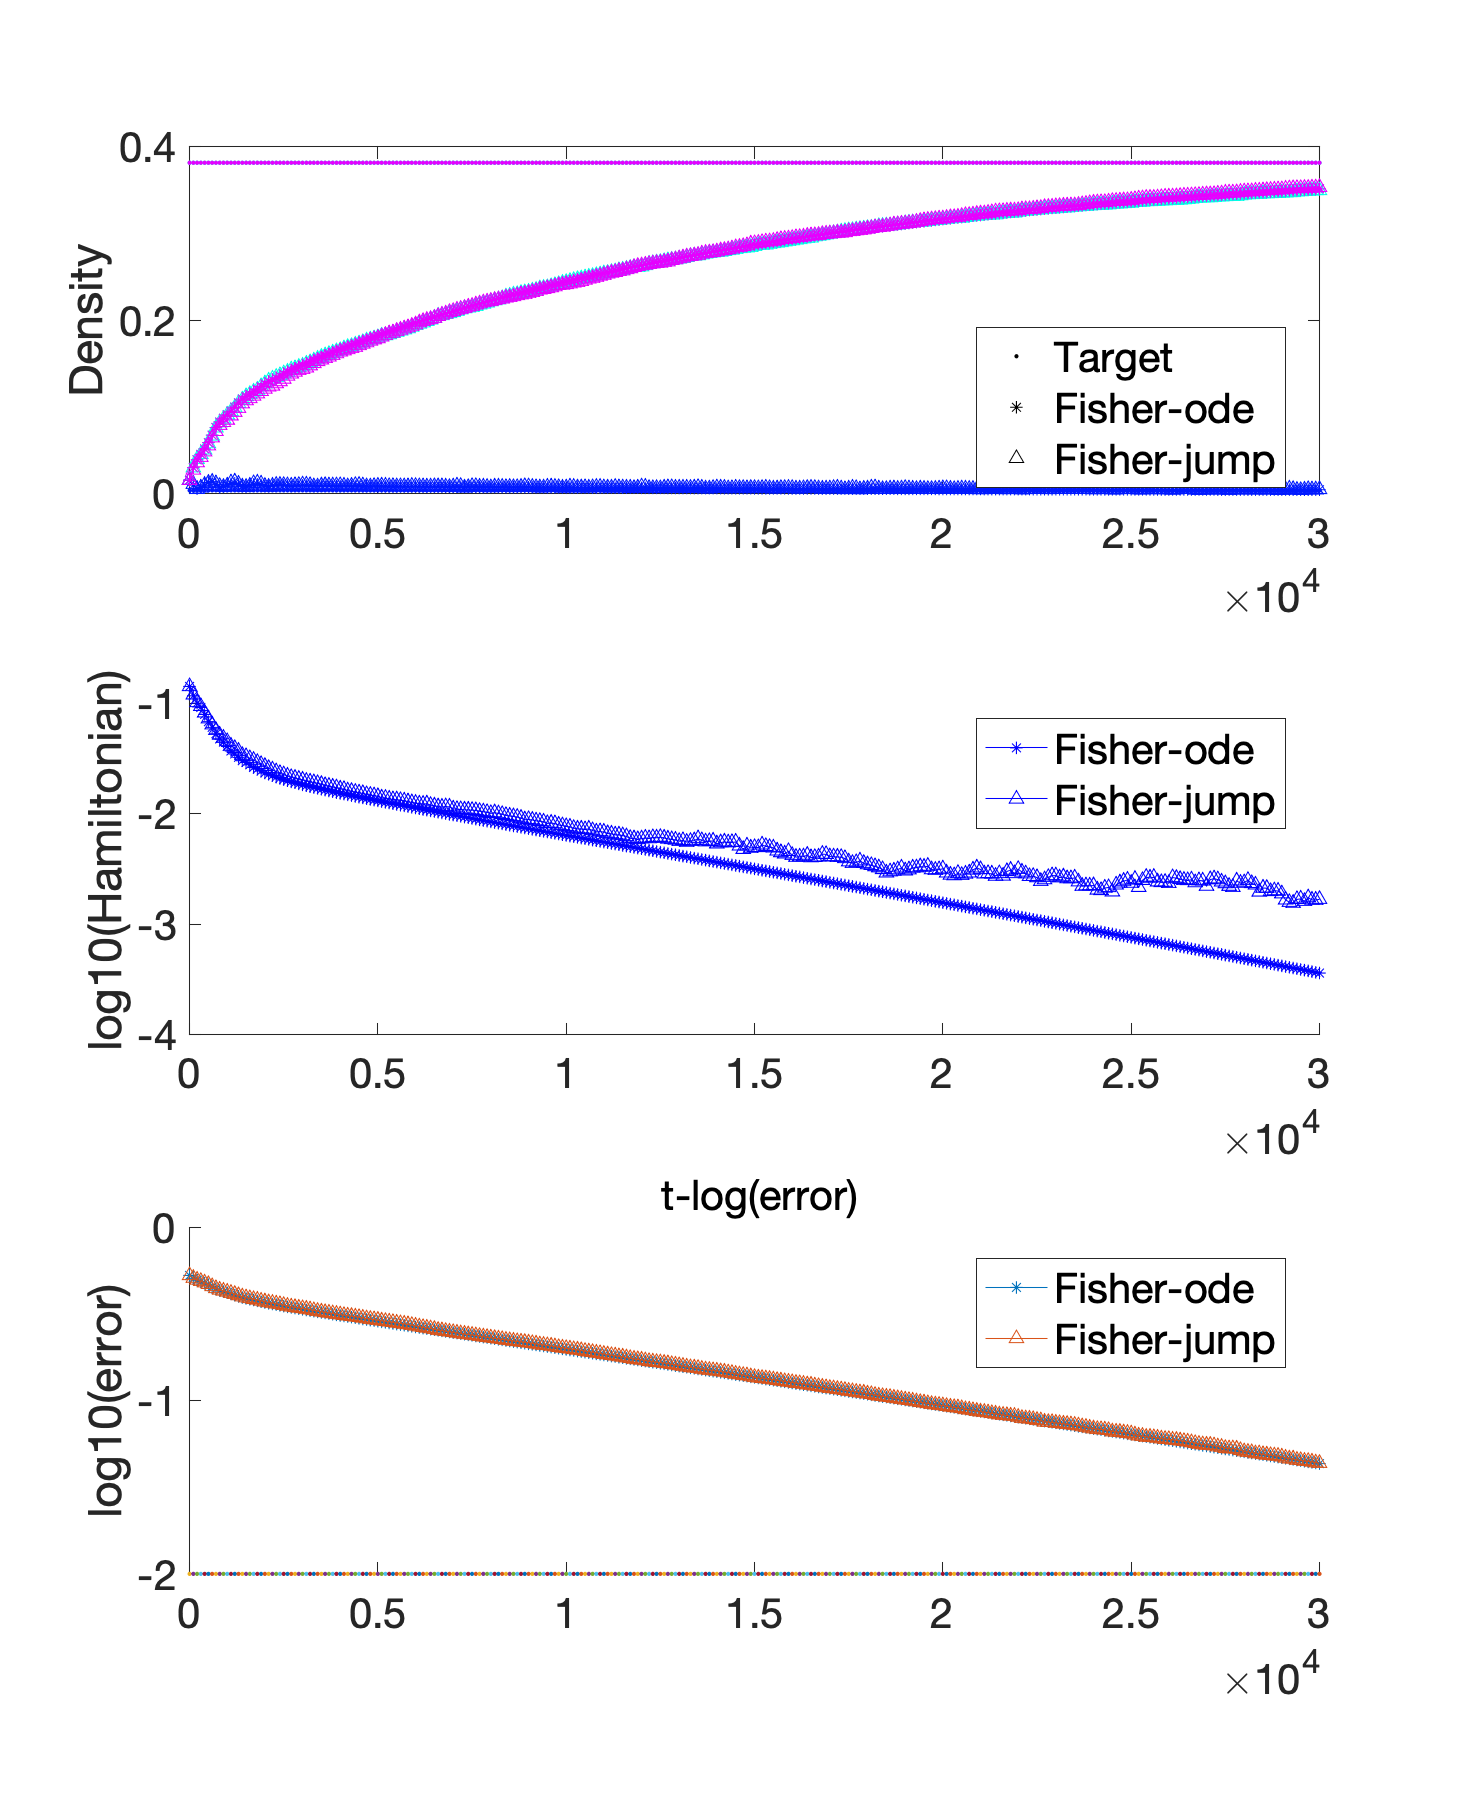 0.4
0.2
0
Density
Target
Fisher-ode
Fisher-jump
0 0.5 1 1.5 2 2.5 3
×10⁴
-1
-2
-3
-4
log10(Hamiltonian)
Fisher-ode
Fisher-jump
0 0.5 1 1.5 2 2.5 3
×10⁴
t-log(error)
0
-1
-2
log10(error)
Fisher-ode
Fisher-jump
0 0.5 1 1.5 2 2.5 3
×10⁴